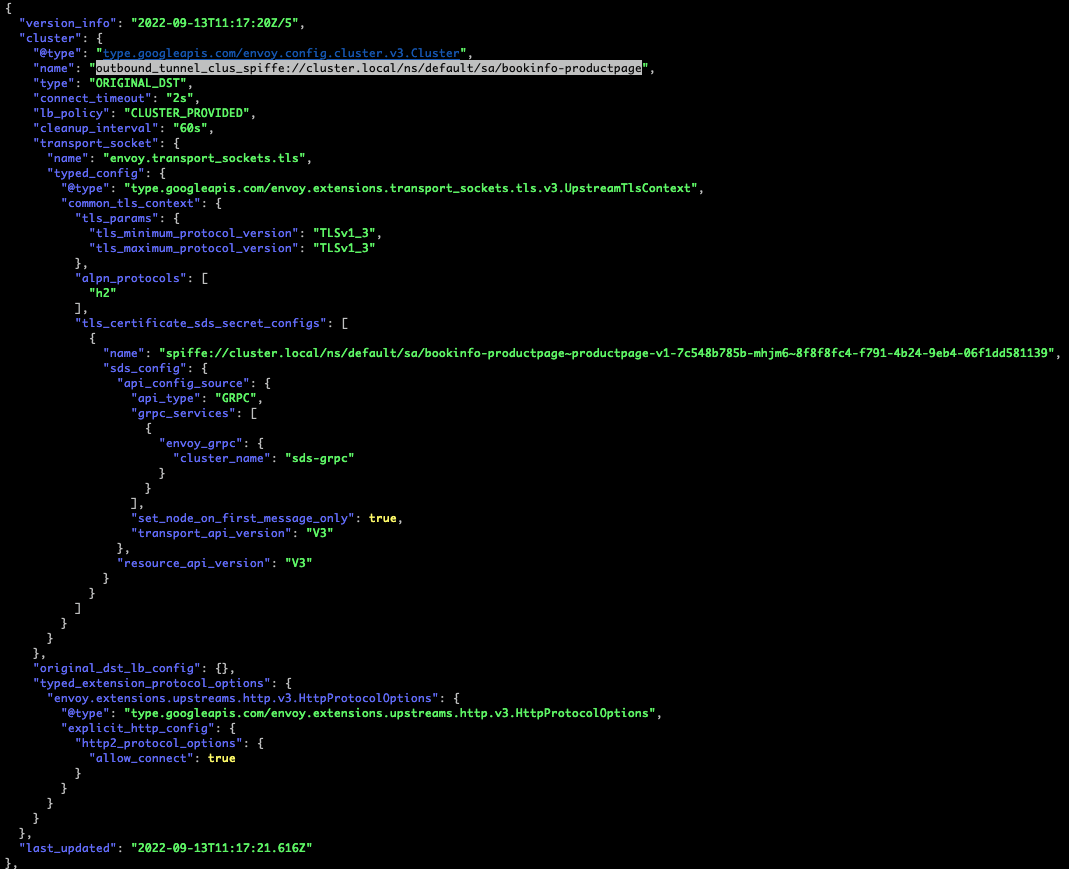 {
  "version_info": "2022-09-13T11:17:20Z/5",
  "cluster": {
    "@type": "type.googleapis.com/envoy.config.cluster.v3.Cluster",
    "name": "outbound_tunnel_clus_spiffe://cluster.local/ns/default/sa/bookinfo-productpage",
    "type": "ORIGINAL_DST",
    "connect_timeout": "2s",
    "lb_policy": "CLUSTER_PROVIDED",
    "cleanup_interval": "60s",
    "transport_socket": {
      "name": "envoy.transport_sockets.tls",
      "typed_config": {
        "@type": "type.googleapis.com/envoy.extensions.transport_sockets.tls.v3.UpstreamTlsContext",
        "common_tls_context": {
          "tls_params": {
            "tls_minimum_protocol_version": "TLSv1_3",
            "tls_maximum_protocol_version": "TLSv1_3"
          },
          "alpn_protocols": [
            "h2"
          ],
          "tls_certificate_sds_secret_configs": [
            {
              "name": "spiffe://cluster.local/ns/default/sa/bookinfo-productpage~productpage-v1-7c548b785b-mhjm6~8f8f8fc4-f791-4b24-9eb4-06f1dd581139",
              "sds_config": {
                "api_config_source": {
                  "api_type": "GRPC",
                  "grpc_services": [
                    {
                      "envoy_grpc": {
                        "cluster_name": "sds-grpc"
                      }
                    }
                  ],
                  "set_node_on_first_message_only": true,
                  "transport_api_version": "V3"
                },
                "resource_api_version": "V3"
              }
            }
          ]
        }
      }
    },
    "original_dst_lb_config": {},
    "typed_extension_protocol_options": {
      "envoy.extensions.upstreams.http.v3.HttpProtocolOptions": {
        "@type": "type.googleapis.com/envoy.extensions.upstreams.http.v3.HttpProtocolOptions",
        "explicit_http_config": {
          "http2_protocol_options": {
            "allow_connect": true
          }
        }
      }
    }
  },
  "last_updated": "2022-09-13T11:17:21.616Z"
},